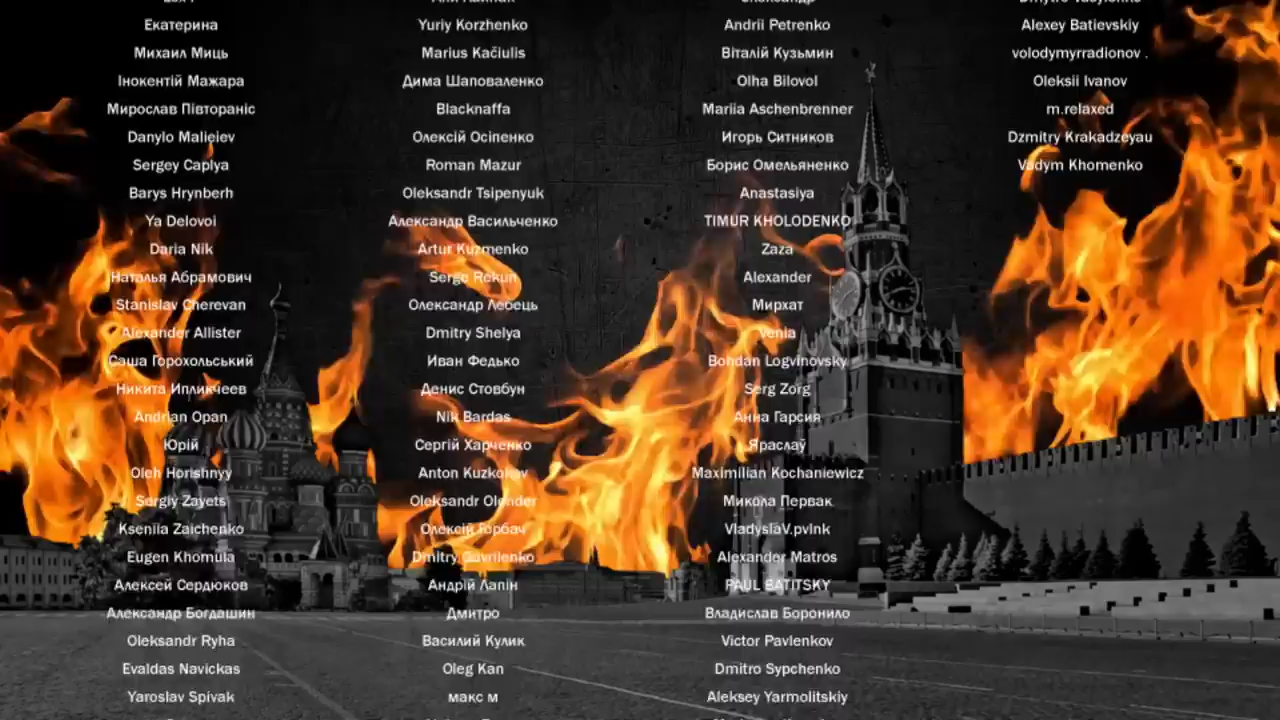 Екатерина
Михаил Миць
Інокентій Мажара
Мирослав Півтораніс
Danylo Malieiev
Sergey Caplya
Barys Hrynberh
Ya Delovoi
Daria Nik
Наталья Абрамович
Stanislav Cherevan
Alexander Allister
Саша Горохольський
Никита Ипликчеев
Andrian Opan
Юрій
Oleh Horishnyy
Sergiy Zayets
Kseniia Zaichenko
Eugen Khomula
Алексей Сердюков
Александр Богдашин
Oleksandr Ryha
Evaldas Navickas
Yaroslav Spivak
Yuriy Korzhenko
Marius Kačiulis
Дима Шаповаленко
Blacknaffa
Олексій Осіпенко
Roman Mazur
Oleksandr Tsipenyuk
Александр Васильченко
Artur Kuzmenko
Serge Rekun
Олександр Лебець
Dmitry Shelya
Иван Федько
Денис Стовбун
Nik Bardas
Сергій Харченко
Anton Kuzkokov
Oleksandr Olender
Олексій Горбач
Dmitry Gavrilenko
Андрій Лапін
Дмитро
Василий Кулик
Oleg Kan
макс м
Andrii Petrenko
Віталій Кузьмин
Olha Bilovol
Mariia Aschenbrenner
Игорь Ситников
Борис Омельяненко
Anastasiya
TIMUR KHOLODENKO
Zaza
Alexander
Мирхат
Venia
Bohdan Logvinovsky
Serg Zorg
Анна Гарсия
Яраслаў
Maximilian Kochaniewicz
Микола Первак
VladyslaV.pvlnk
Alexander Matros
PAUL BATITSKY
Владислав Боронило
Victor Pavlenkov
Dmitro Sypchenko
Aleksey Yarmolitskiy
Alexey Batievskiy
volodymyrradionov .
Oleksii Ivanov
m.relaxed
Dzmitry Krakadzeyau
Vadym Khomenko